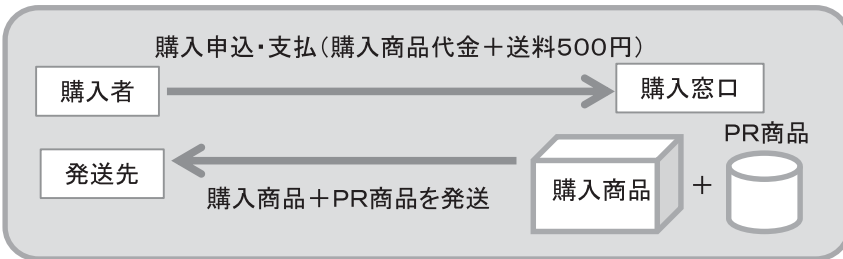 購入申込・支払(購入商品代金＋送料500円)
購入者
購入窓口
PR商品
発送先
購入商品
＋
購入商品＋PR商品を発送